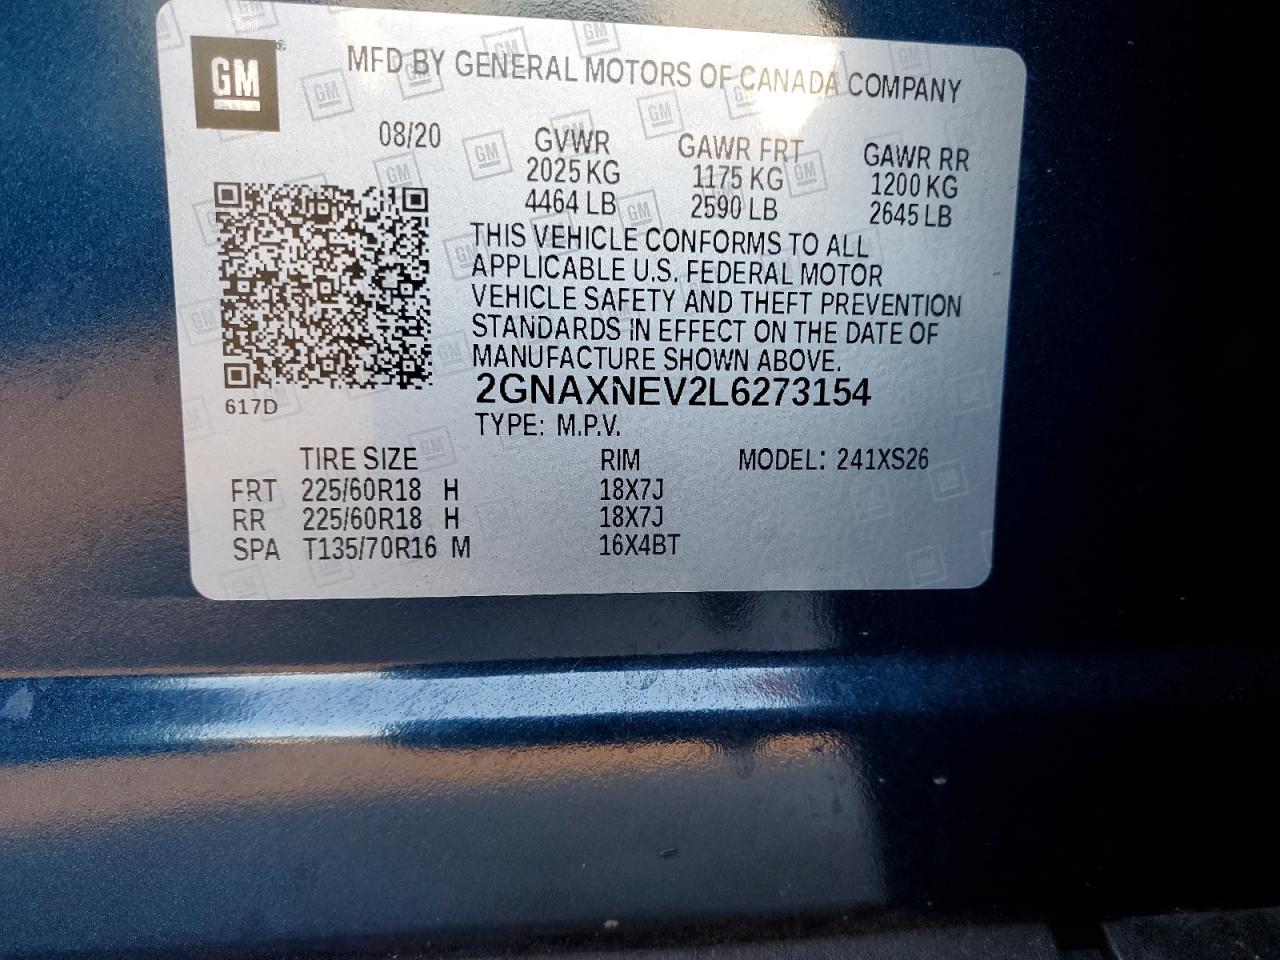 GM
MFD BY GENERAL MOTORS OF CANADA COMPANY
08/20
GVWR GAWR FRT GAWR RR
2025 KG 1175 KG 1200 KG
4464 LB 2590 LB 2645 LB
THIS VEHICLE CONFORMS TO ALL
APPLICABLE U.S. FEDERAL MOTOR
VEHICLE SAFETY AND THEFT PREVENTION
STANDARDS IN EFFECT ON THE DATE OF
MANUFACTURE SHOWN ABOVE.
2GNAXNEV2L6273154
617D
TYPE: M.P.V.
TIRE SIZE RIM MODEL: 241XS26
FRT 225/60R18 H 18X7J
RR 225/60R18 H 18X7J
SPA T135/70R16 M 16X4BT